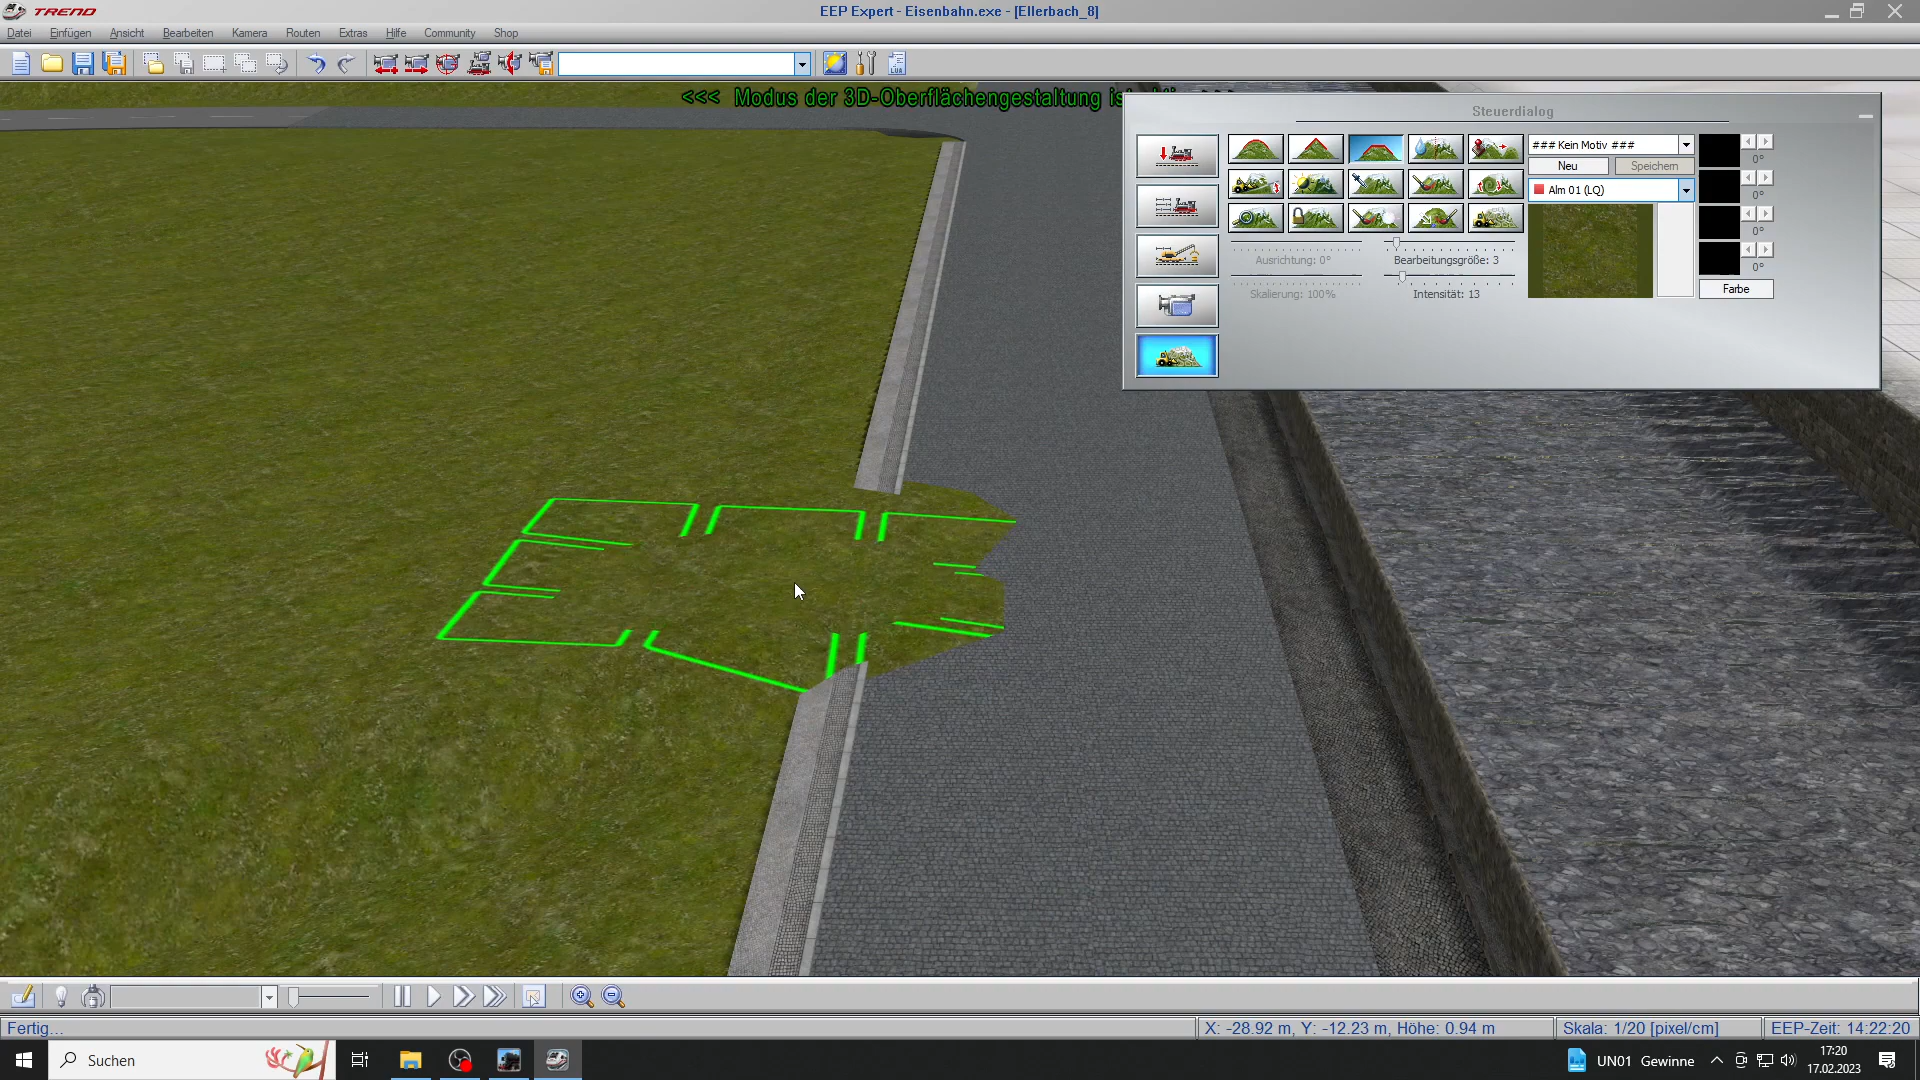 TREND
EEP Expert - Eisenbahn.exe - [Ellerbach_8]
Datei Einfügen Ansicht Bearbeiten Kamera Routen Extras Hilfe Community Shop
LUA
<<< Modus der 3D-Oberflächengestaltung ist
Steuerdialog
### Kein Motiv ###
Neu Speichern
Alm 01 (LQ)
0°
0°
0°
0°
Ausrichtung: 0° Bearbeitungsgröße: 3
Skalierung: 100% Intensität: 13
Farbe
Fertig...
X: -28.92 m, Y: -12.23 m, Höhe: 0.94 m
Skala: 1/20 [pixel/cm]
EEP-Zeit: 14:22:20
Suchen
UN01 Gewinne
17:20
17.02.2023